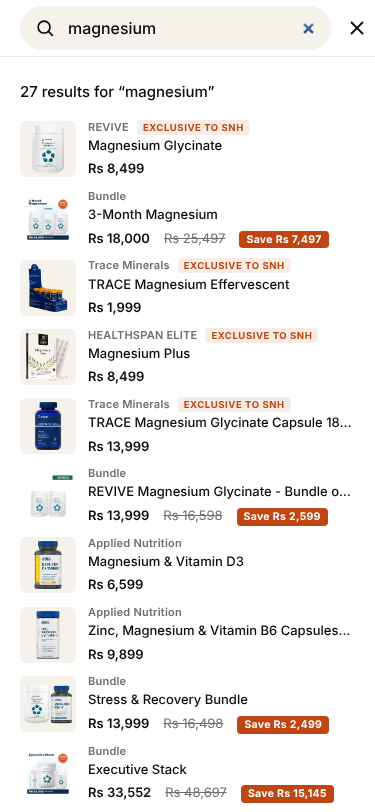 magnesium
27 results for “magnesium”
REVIVE EXCLUSIVE TO SNH
Magnesium Glycinate
Rs 8,499
Bundle
3-Month Magnesium
Rs 18,000 Rs 25,497 Save Rs 7,497
Trace Minerals EXCLUSIVE TO SNH
TRACE Magnesium Effervescent
Rs 1,999
HEALTHSPAN ELITE EXCLUSIVE TO SNH
Magnesium Plus
Rs 8,499
Trace Minerals EXCLUSIVE TO SNH
TRACE Magnesium Glycinate Capsule 18...
Rs 13,999
Bundle
REVIVE Magnesium Glycinate - Bundle o...
Rs 13,999 Rs 16,598 Save Rs 2,599
Applied Nutrition
Magnesium & Vitamin D3
Rs 6,599
Applied Nutrition
Zinc, Magnesium & Vitamin B6 Capsules...
Rs 9,899
Bundle
Stress & Recovery Bundle
Rs 13,999 Rs 16,498 Save Rs 2,499
Bundle
Executive Stack
Rs 33,552 Rs 48,697 Save Rs 15,145